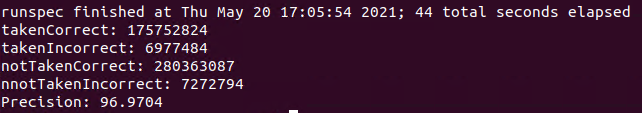 runspec finished at Thu May 20 17:05:54 2021; 44 total seconds elapsed
takenCorrect: 175752824
takenIncorrect: 6977484
notTakenCorrect: 280363087
nnotTakenIncorrect: 7272794
Precision: 96.9704